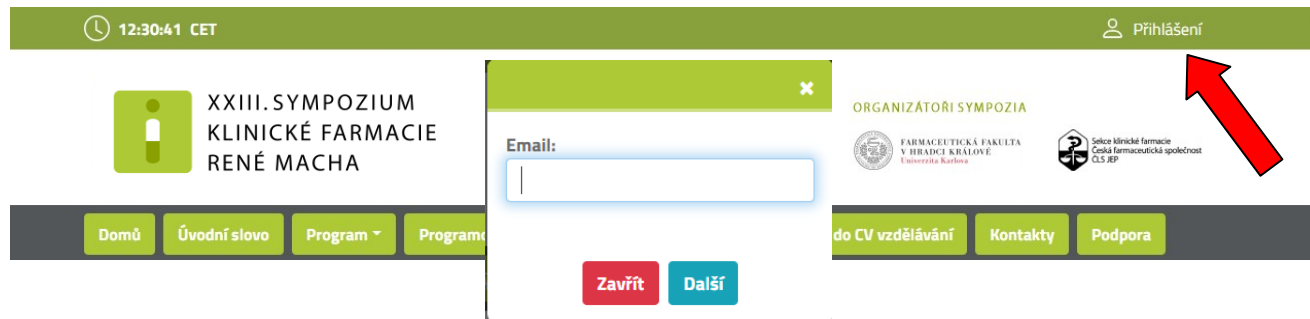 12:30:41 CET
Přihlášení
XXIII. SYMPOZIUM
KLINICKÉ FARMACIE
RENÉ MACHA
Email:
ORGANIZÁTOŘI SYMPOZIA
FARMACEUTICKÁ FAKULTA
V HRADCI KRÁLOVÉ
Univerzita Karlova
Sekce klinické farmacie
Česká farmaceutická společnost
ČLS JEP
Domů
Úvodní slovo
Program
do CV vzdělávání
Kontakty
Podpora
Zavřít
Další